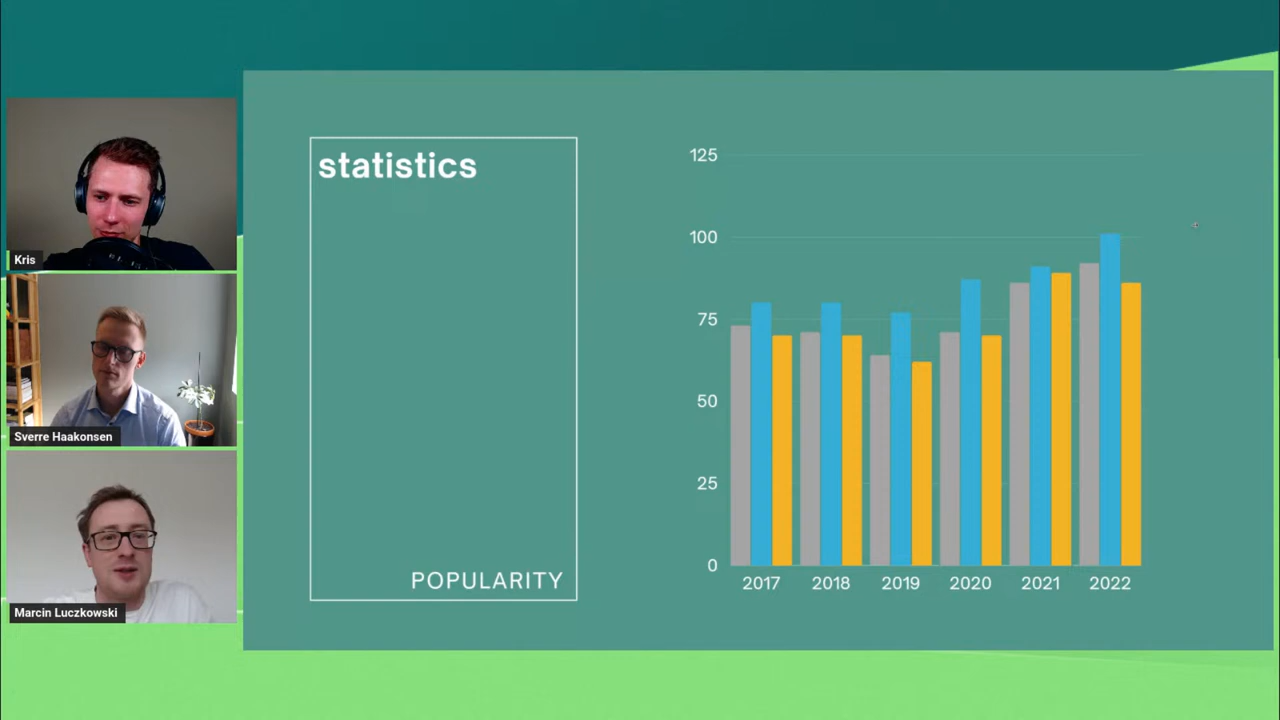 Kris
Sverre Haakonsen
Marcin Luczkowski
statistics
POPULARITY
125
100
75
50
25
0
2017 2018 2019 2020 2021 2022